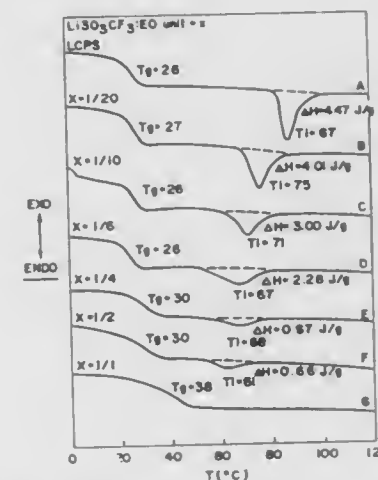 LiSO₃CF₃:EO unit = x
LCPS
Tg=26
A
ΔH=4.47 J/g
Ti=87
X=1/20
Tg=27
B
ΔH=4.01 J/g
Ti=75
X=1/10
Tg=26
C
ΔH=3.00 J/g
Ti=71
EXO
ENDO
X=1/6
Tg=26
D
ΔH=2.28 J/g
Ti=67
X=1/4
Tg=30
E
ΔH=0.87 J/g
Ti=66
X=1/2
Tg=30
F
ΔH=0.66 J/g
Ti=61
X=1/1
Tg=38
G
0 20 40 60 80 100 12
T(°C)